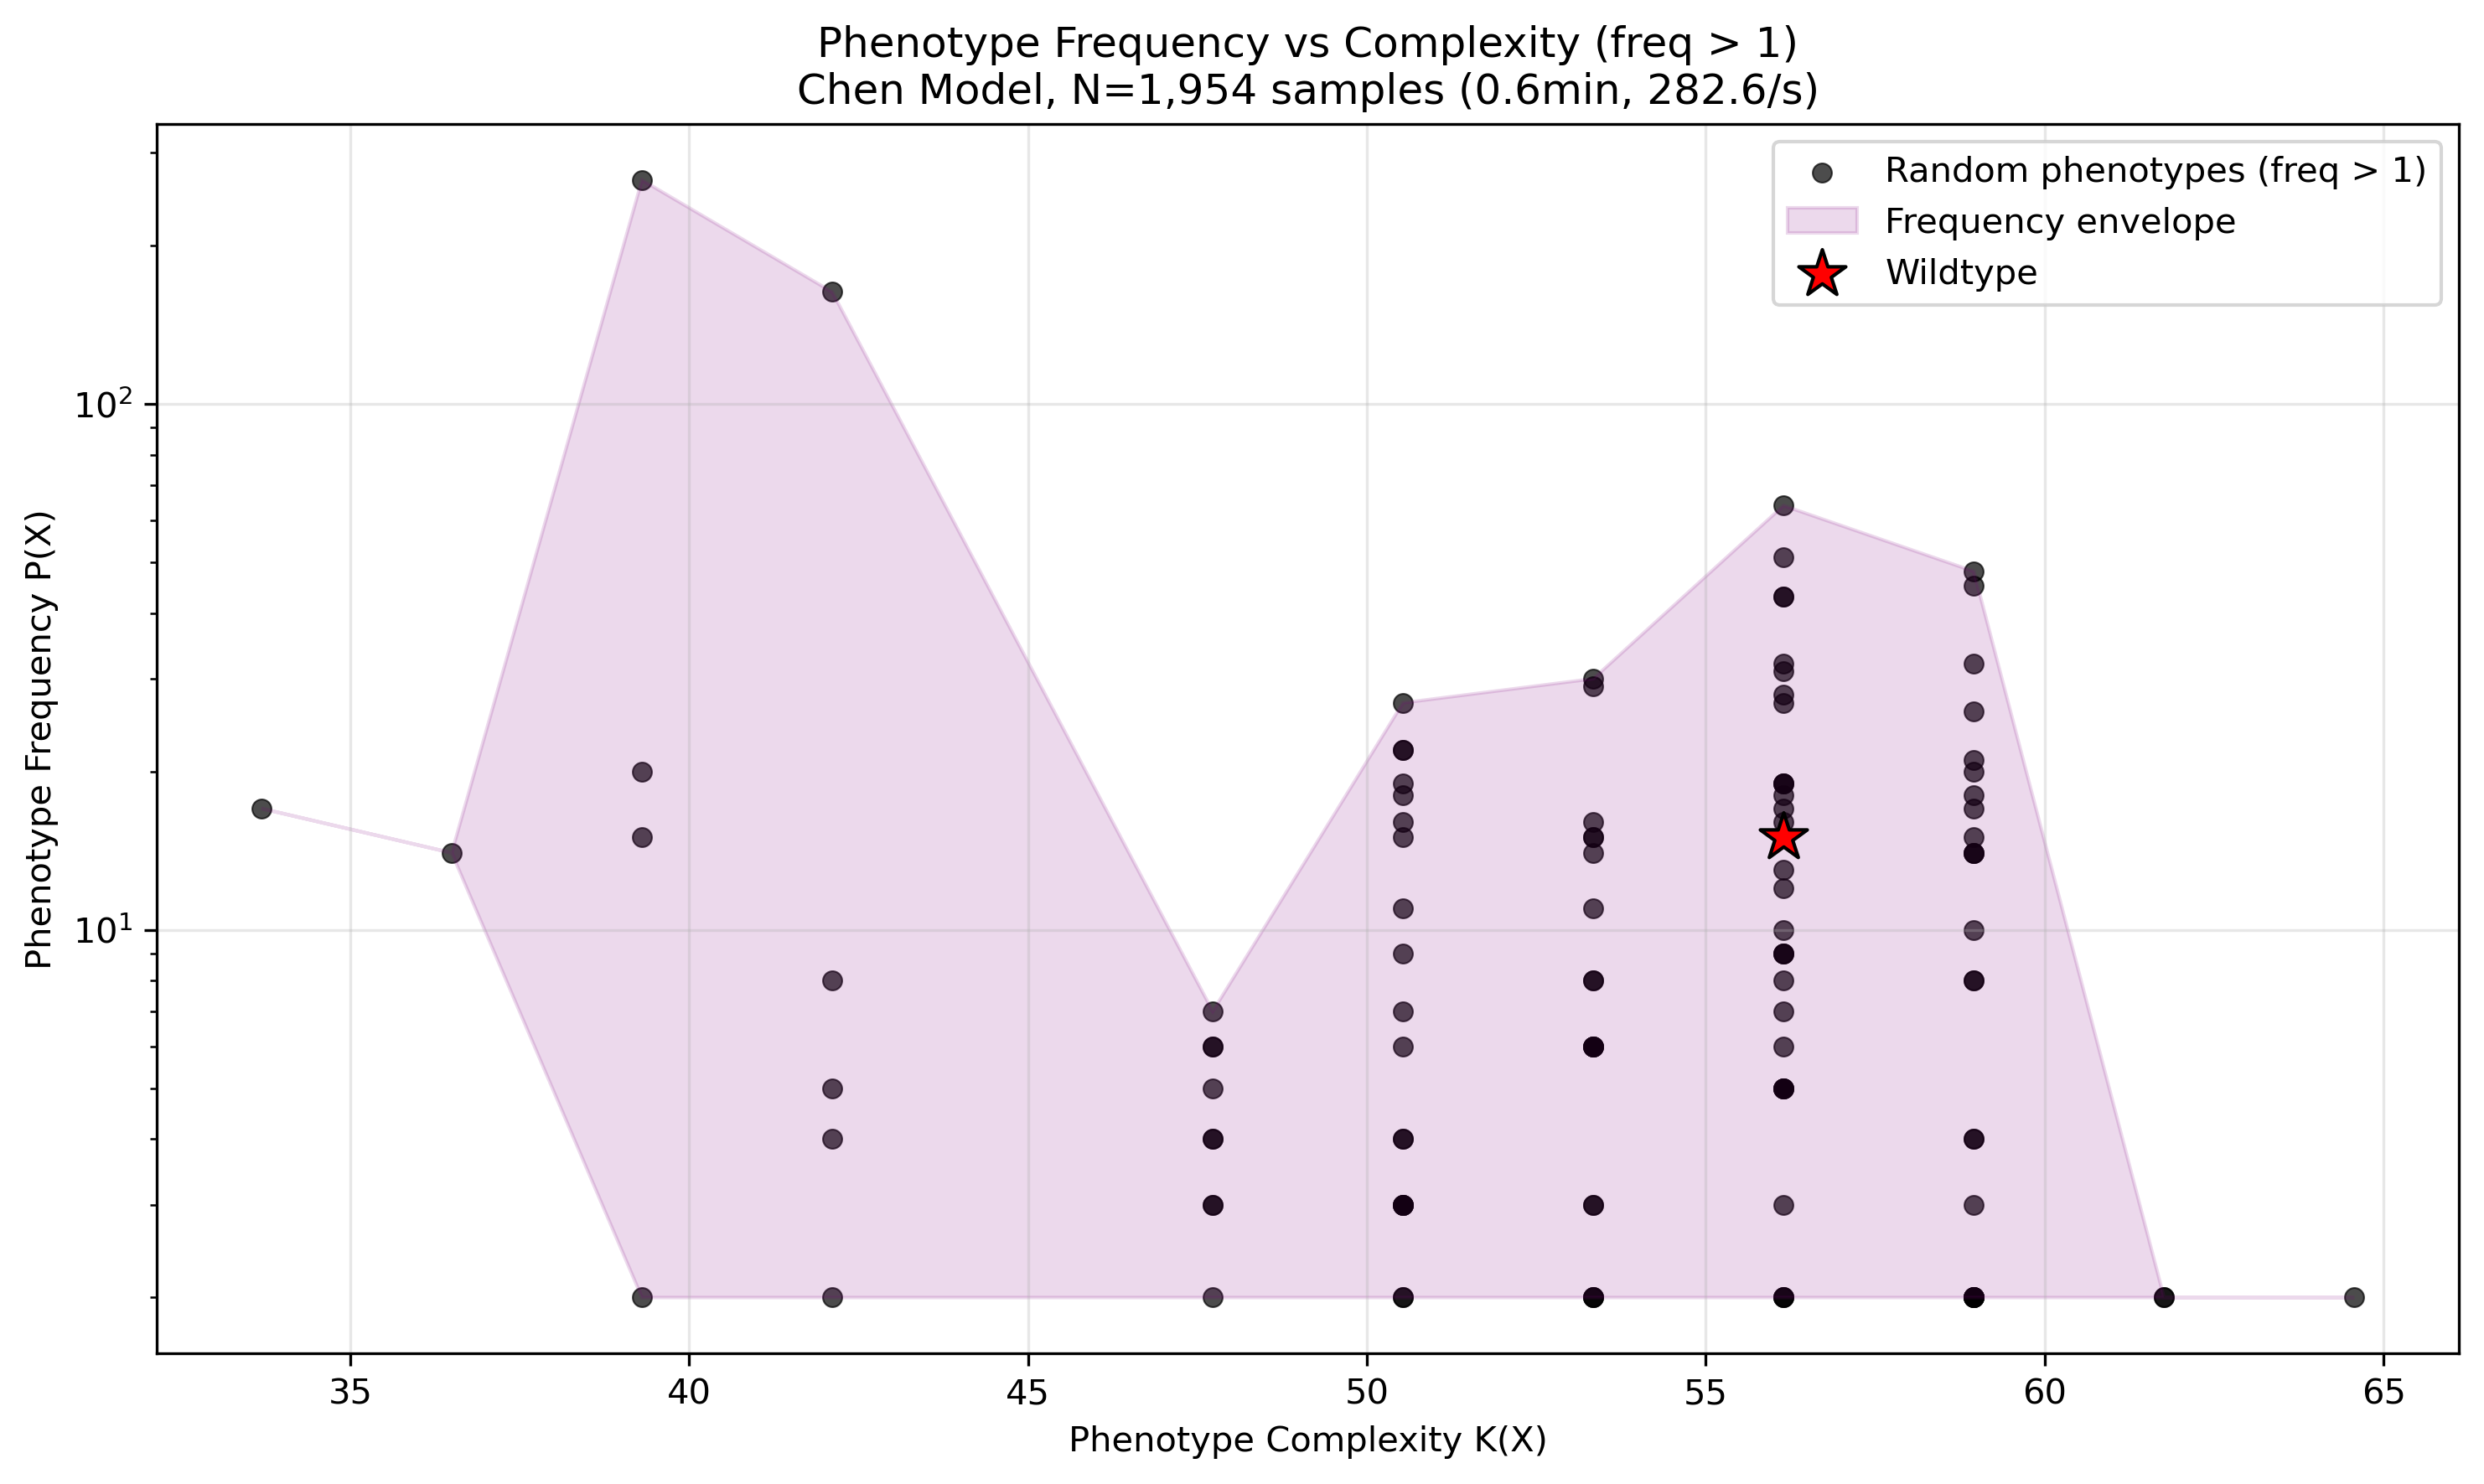 Phenotype Frequency vs Complexity (freq > 1)
Chen Model, N=1,954 samples (0.6min, 282.6/s)
Random phenotypes (freq > 1)
Frequency envelope
Wildtype
Phenotype Frequency P(X)
10²
10¹
35 40 45 50 55 60 65
Phenotype Complexity K(X)